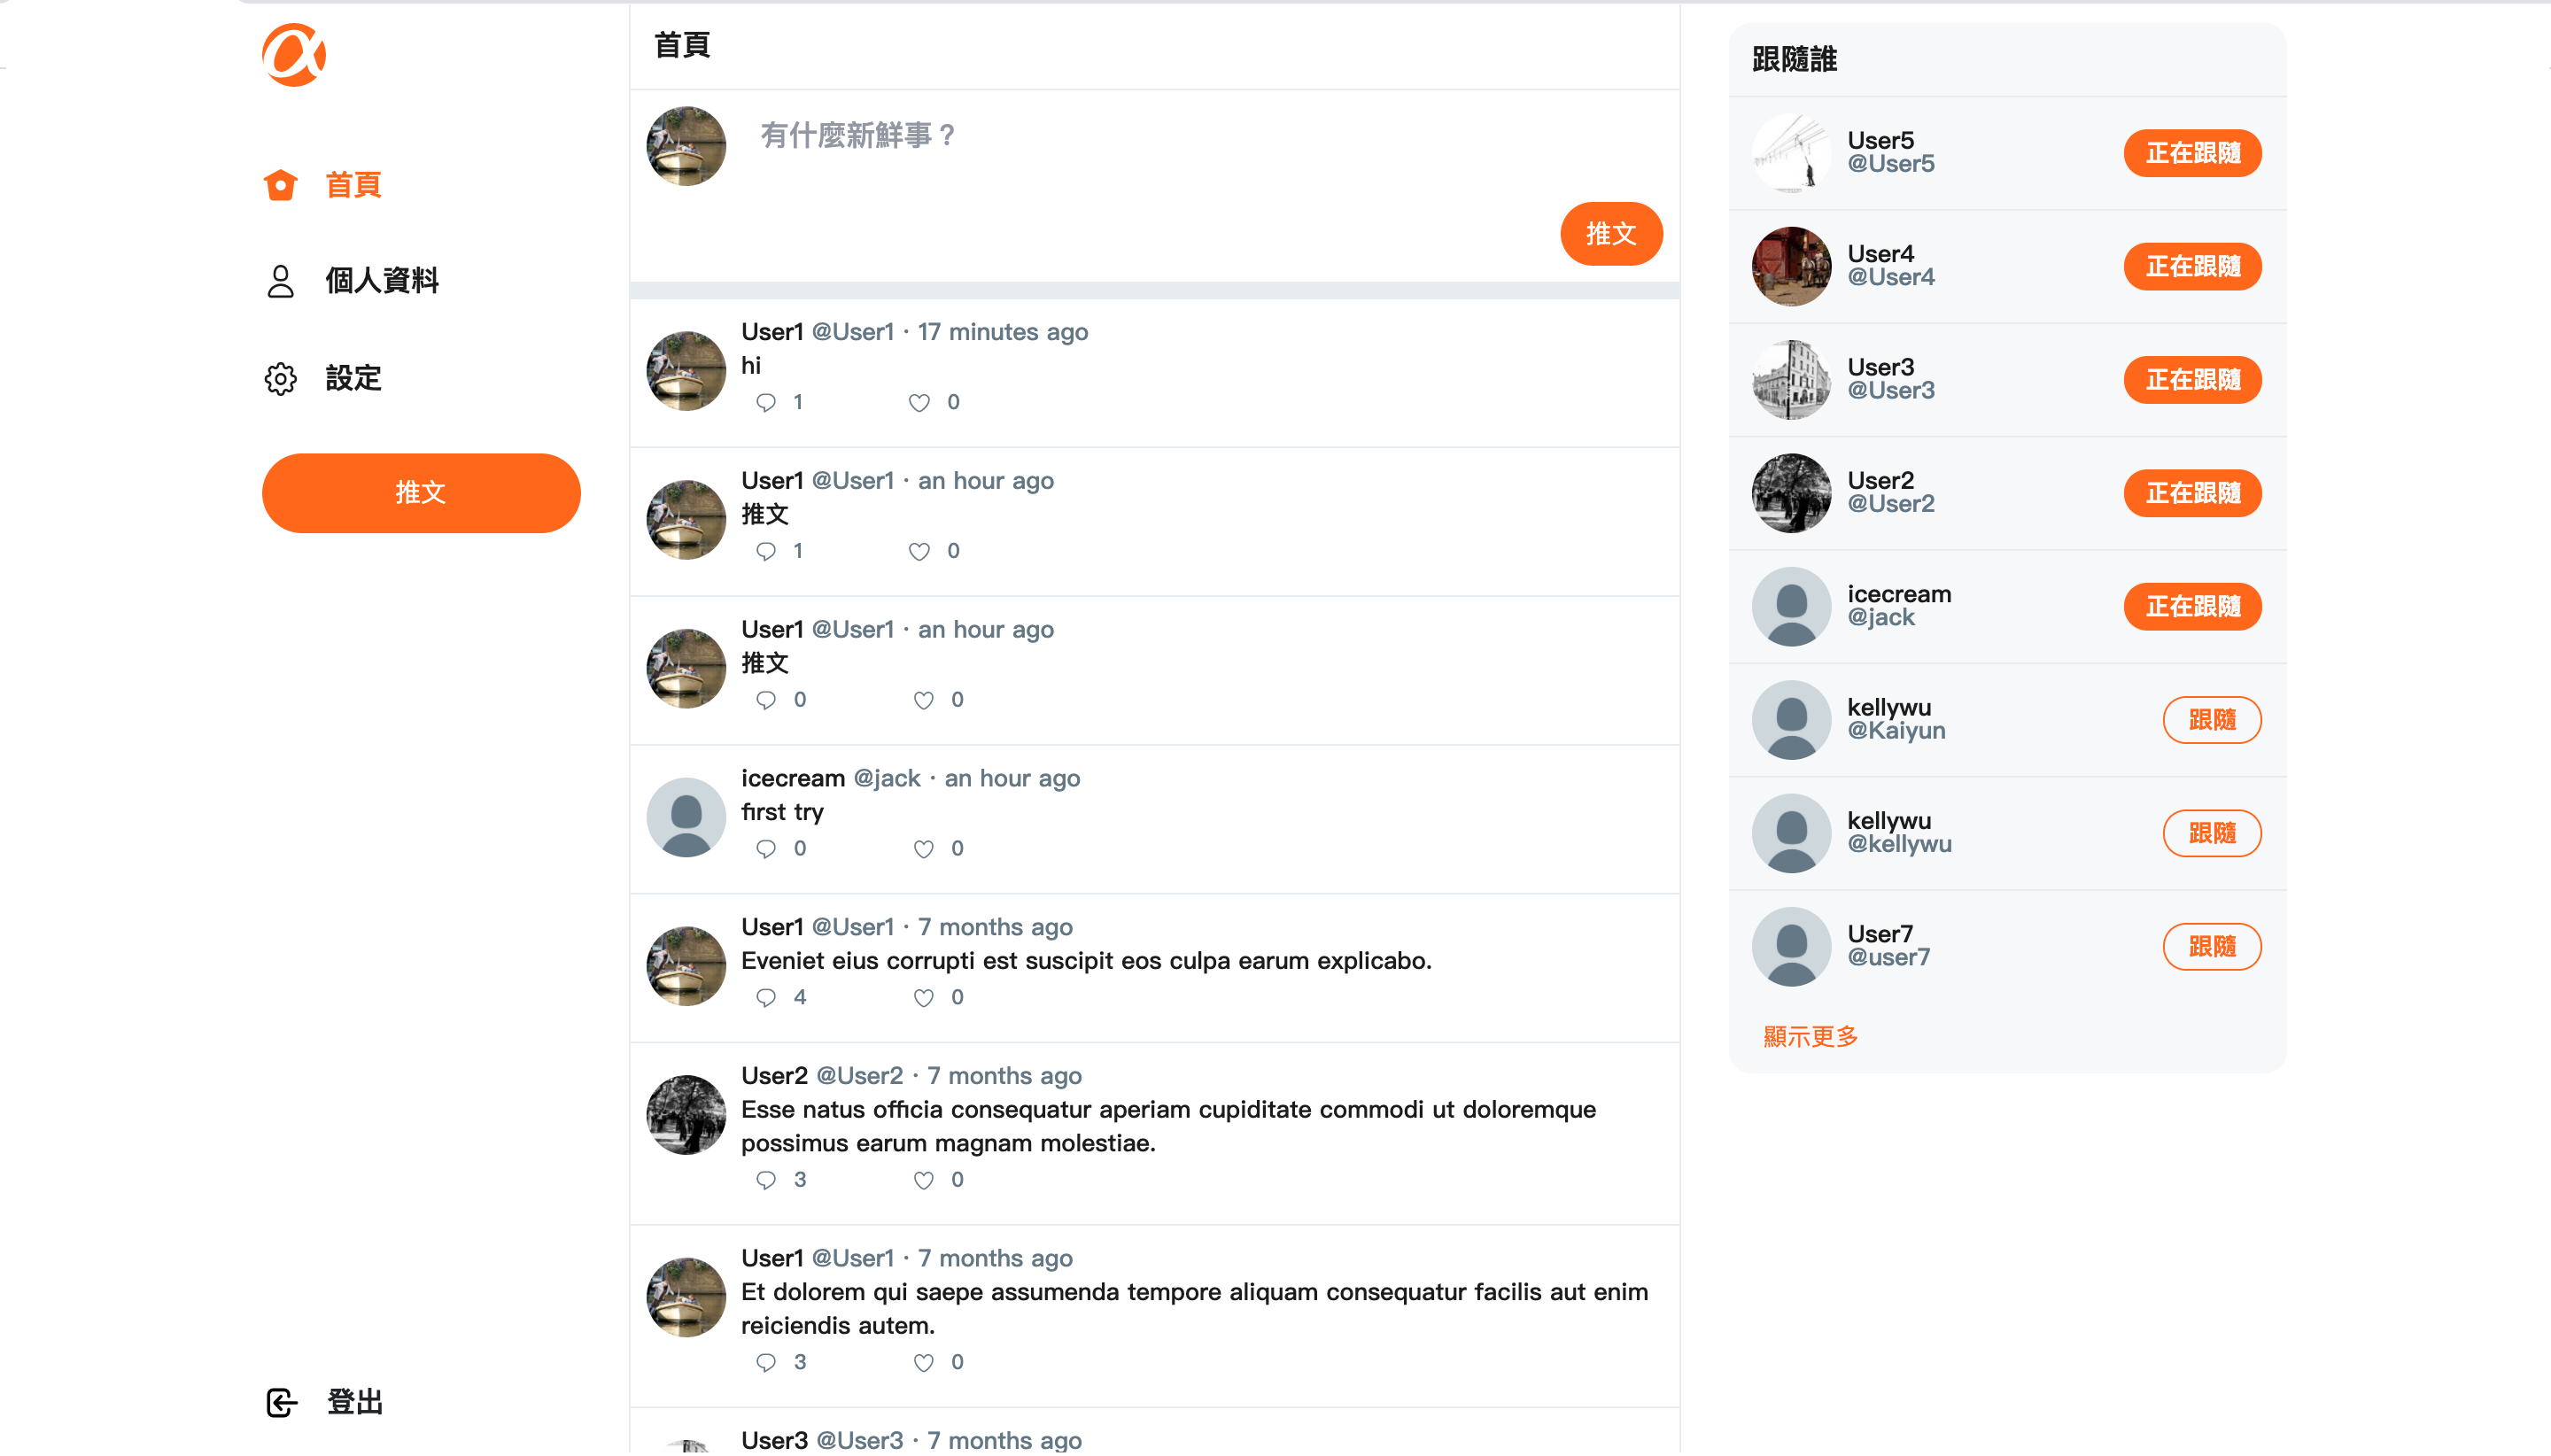 首頁
個人資料
設定
推文
登出
首頁
有什麼新鮮事？
推文
User1 @User1 · 17 minutes ago
hi
1 0
User1 @User1 · an hour ago
推文
1 0
User1 @User1 · an hour ago
推文
0 0
icecream @jack · an hour ago
first try
0 0
User1 @User1 · 7 months ago
Eveniet eius corrupti est suscipit eos culpa earum explicabo.
4 0
User2 @User2 · 7 months ago
Esse natus officia consequatur aperiam cupiditate commodi ut doloremque
possimus earum magnam molestiae.
3 0
User1 @User1 · 7 months ago
Et dolorem qui saepe assumenda tempore aliquam consequatur facilis aut enim
reiciendis autem.
3 0
User3 @User3 · 7 months ago
跟隨誰
User5
@User5
正在跟隨
User4
@User4
正在跟隨
User3
@User3
正在跟隨
User2
@User2
正在跟隨
icecream
@jack
正在跟隨
kellywu
@Kaiyun
跟隨
kellywu
@kellywu
跟隨
User7
@user7
跟隨
顯示更多